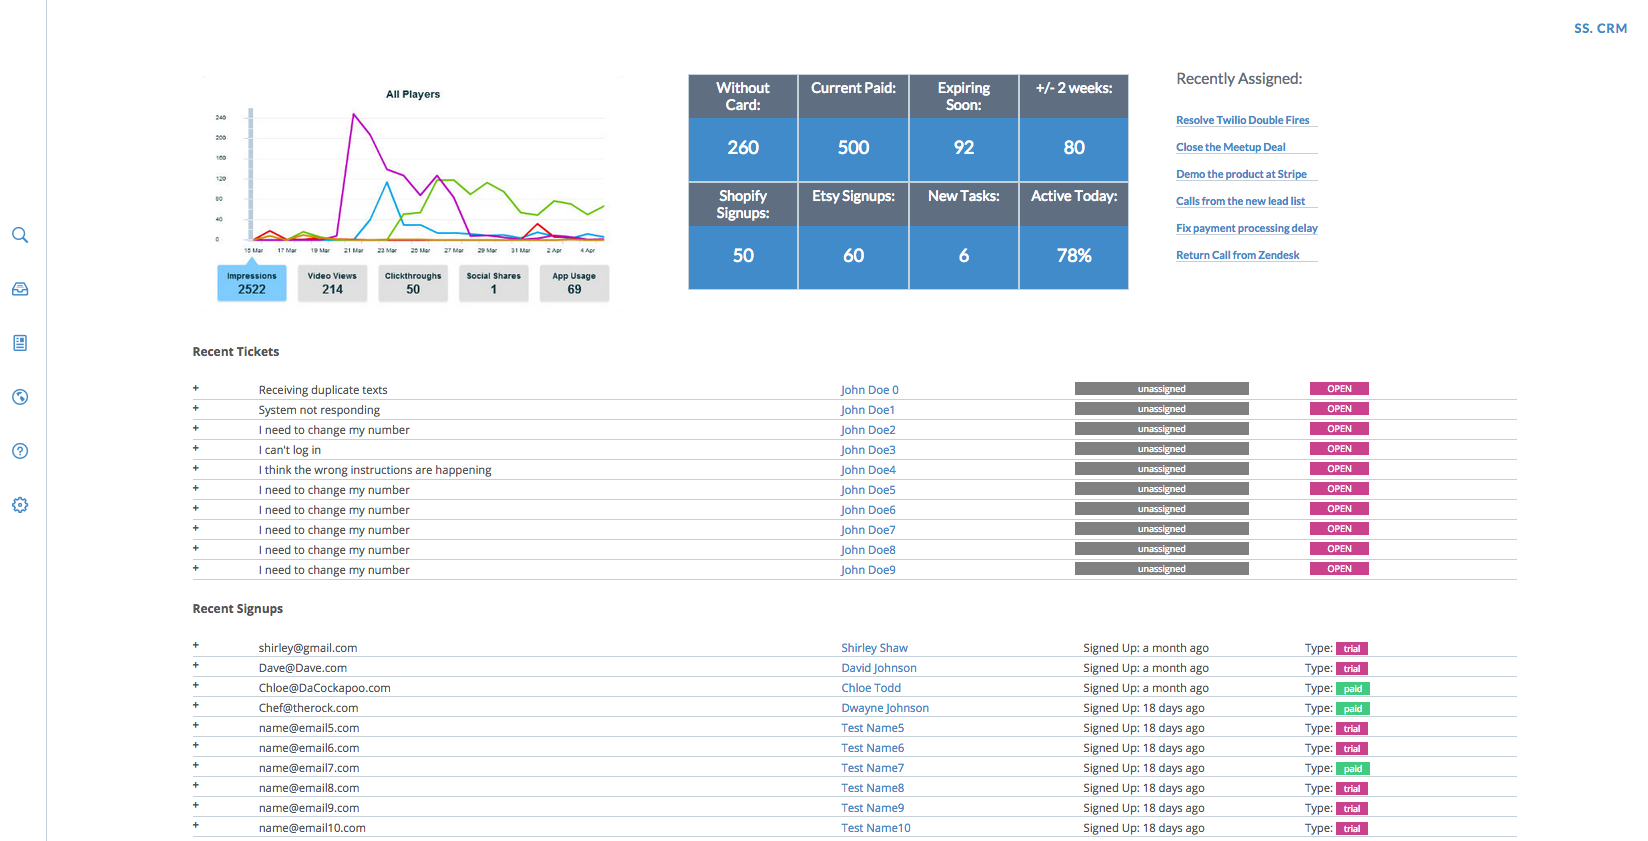 SS. CRM
All Players
240
200
160
120
80
40
0
15 Mar 17 Mar 19 Mar 21 Mar 23 Mar 25 Mar 27 Mar 29 Mar 31 Mar 2 Apr 4 Apr
Impressions Video Views Clickthroughs Social Shares App Usage
2522 214 50 1 69
Without Card: Current Paid: Expiring Soon: +/- 2 weeks:
260 500 92 80
Shopify Signups: Etsy Signups: New Tasks: Active Today:
50 60 6 78%
Recently Assigned:
Resolve Twilio Double Fires
Close the Meetup Deal
Demo the product at Stripe
Calls from the new lead list
Fix payment processing delay
Return Call from Zendesk
Recent Tickets
+ Receiving duplicate texts John Doe 0 unassigned OPEN
+ System not responding John Doe1 unassigned OPEN
+ I need to change my number John Doe2 unassigned OPEN
+ I can't log in John Doe3 unassigned OPEN
+ I think the wrong instructions are happening John Doe4 unassigned OPEN
+ I need to change my number John Doe5 unassigned OPEN
+ I need to change my number John Doe6 unassigned OPEN
+ I need to change my number John Doe7 unassigned OPEN
+ I need to change my number John Doe8 unassigned OPEN
+ I need to change my number John Doe9 unassigned OPEN
Recent Signups
+ shirley@gmail.com Shirley Shaw Signed Up: a month ago Type: trial
+ Dave@Dave.com David Johnson Signed Up: a month ago Type: trial
+ Chloe@DaCockapoo.com Chloe Todd Signed Up: a month ago Type: paid
+ Chef@therock.com Dwayne Johnson Signed Up: 18 days ago Type: paid
+ name@email5.com Test Name5 Signed Up: 18 days ago Type: trial
+ name@email6.com Test Name6 Signed Up: 18 days ago Type: trial
+ name@email7.com Test Name7 Signed Up: 18 days ago Type: paid
+ name@email8.com Test Name8 Signed Up: 18 days ago Type: trial
+ name@email9.com Test Name9 Signed Up: 18 days ago Type: trial
+ name@email10.com Test Name10 Signed Up: 18 days ago Type: trial